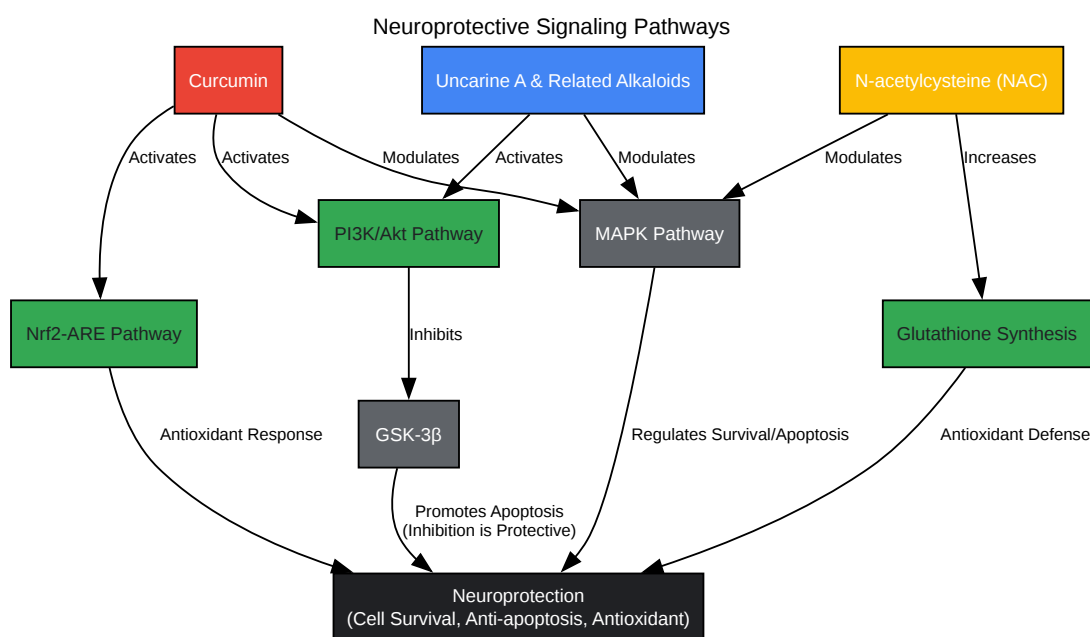 Neuroprotective Signaling Pathways
Curcumin
Uncarine A & Related Alkaloids
N-acetylcysteine (NAC)
Activates
Activates
Modulates
Activates
Modulates
Modulates
Increases
PI3K/Akt Pathway
MAPK Pathway
Nrf2-ARE Pathway
Inhibits
Glutathione Synthesis
Antioxidant Response
GSK-3β
Regulates Survival/Apoptosis
Antioxidant Defense
Promotes Apoptosis
(Inhibition is Protective)
Neuroprotection
(Cell Survival, Anti-apoptosis, Antioxidant)